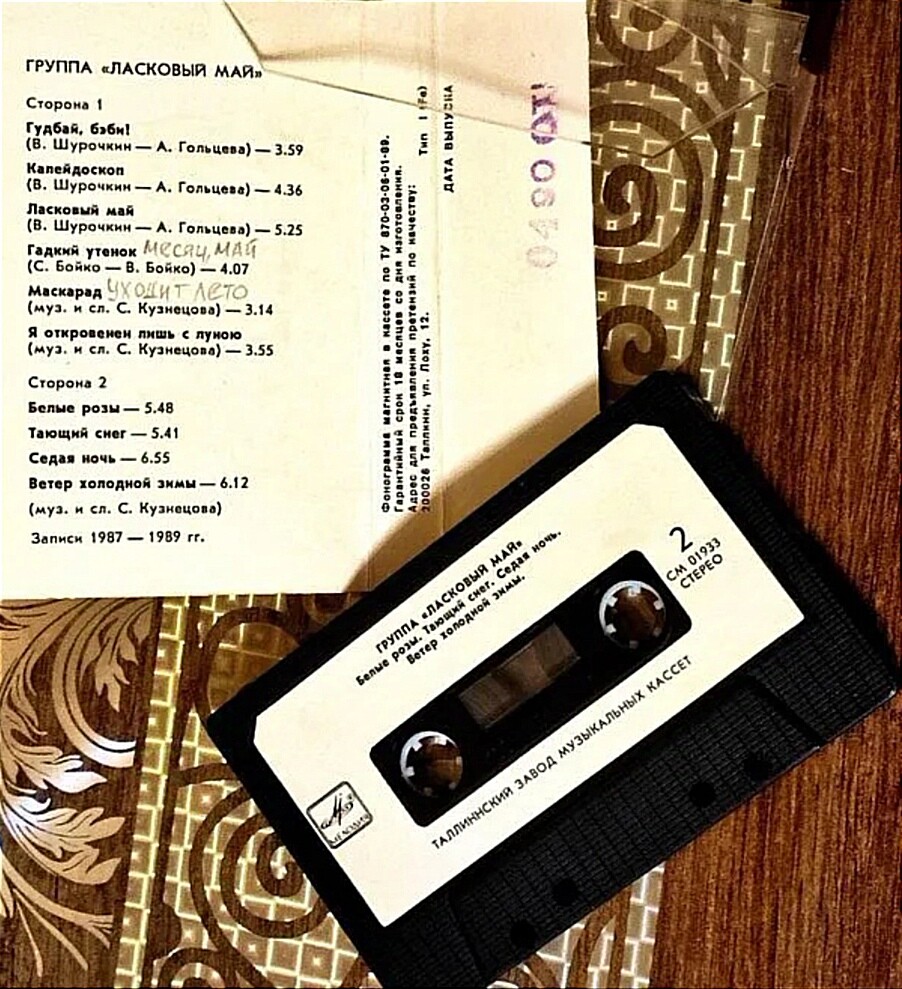 ГРУППА «ЛАСКОВЫЙ МАЙ»
Сторона 1
Гудбай, бэби!
(В. Шурочкин — А. Гольцева) — 3.59
Калейдоскоп
(В. Шурочкин — А. Гольцева) — 4.36
Ласковый май
(В. Шурочкин — А. Гольцева) — 5.25
Гадкий утенок МЕСЯЦ, МАЙ
(С. Бойко — В. Бойко) — 4.07
Маскарад УХОДИТ ЛЕТО
(муз. и сл. С. Кузнецова) — 3.14
Я откровенен лишь с луною
(муз. и сл. С. Кузнецова) — 3.55
Сторона 2
Белые розы — 5.48
Тающий снег — 5.41
Седая ночь — 6.55
Ветер холодной зимы — 6.12
(муз. и сл. С. Кузнецова)
Записи 1987 — 1989 гг.
Фонограмма магнитная в кассете по ТУ 870-03-06-01-89.
Гарантийный срок 18 месяцев со дня изготовления.
Адрес для предъявления претензий по качеству:
200026 Таллинн, ул. Лоху, 12. Тип I (Fe)
ДАТА ВЫПУСКА
0490
ГРУППА «ЛАСКОВЫЙ МАЙ»
Белые розы. Тающий снег. Седая ночь.
Ветер холодной зимы.
2
СМ 01933
СТЕРЕО
МЕЛОДИЯ
ТАЛЛИННСКИЙ ЗАВОД МУЗЫКАЛЬНЫХ КАССЕТ